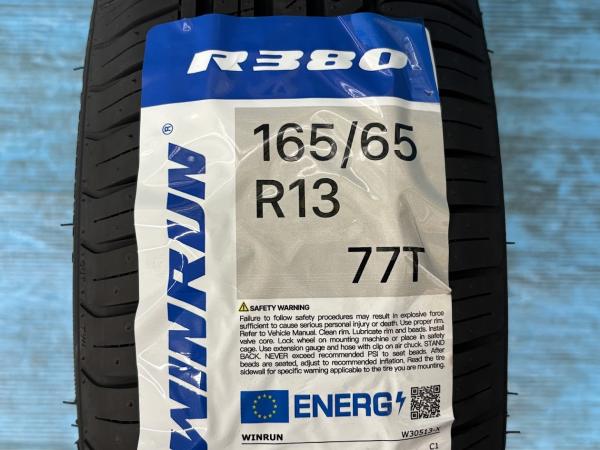 R380
WINRUN®
165/65
R13
77T
SAFETY WARNING
Failure to follow safety procedures may result in explosive force
sufficient to cause serious personal injury or death. Use proper rim.
Refer to Vehicle Manual. Clean rim. Lubricate rim and beads. Install
valve core. Lock wheel on mounting machine or place in safety
cage. Use extension gauge and hose with clip on air chuck. STAND
BACK. NEVER exceed recommended PSI to seat beads. After
beads are seated, adjust to recommended Inflation. Read the tire
sidewall for specific warning applicable to the tire you are mounting.
ENERG
WINRUN
W30513-X
C1